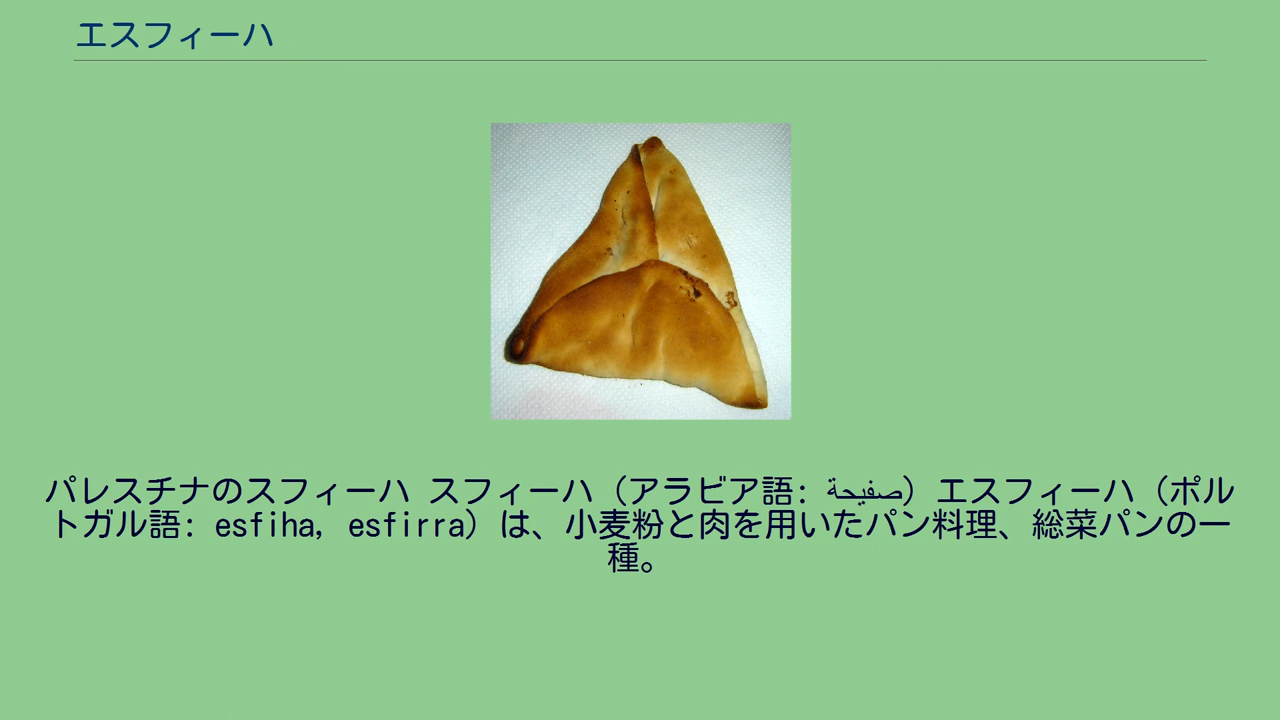 エスフィーハ
パレスチナのスフィーハ スフィーハ（アラビア語: صفيحة）エスフィーハ（ポル
トガル語: esfiha, esfirra）は、小麦粉と肉を用いたパン料理、総菜パンの一
種。